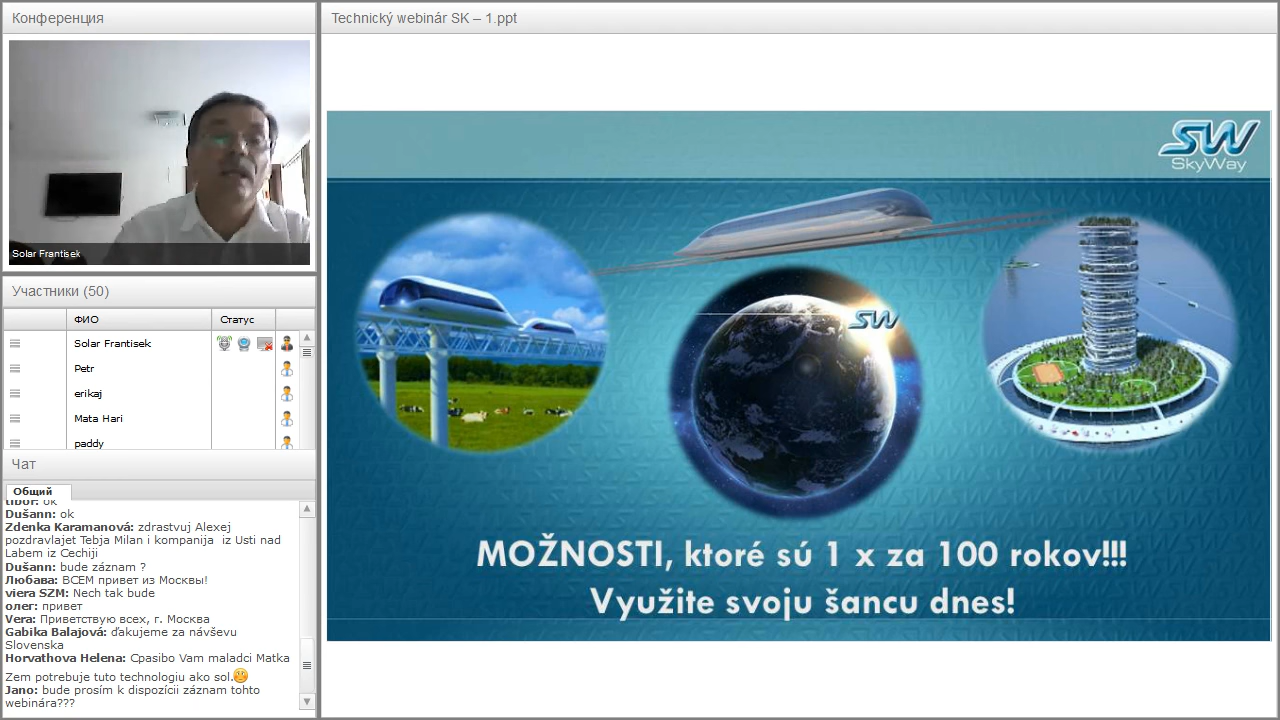 Конференция
Solar Frantisek
Участники (50)
ФИО
Статус
Solar Frantisek
Petr
erikaj
Mata Hari
paddy
Чат
Общий
tibor: ok
Dušann: ok
Zdenka Karamanová: zdrastvuj Alexej
pozdravlajet Tebja Milan i kompanija iz Usti nad
Labem iz Cechiji
Dušann: bude záznam ?
Любава: ВСЕМ привет из Москвы!
viera SZM: Nech tak bude
олег: привет
Vera: Приветствую всех, г. Москва
Gabika Balajová: ďakujeme za návševu
Slovenska
Horvathova Helena: Cpasibo Vam maladci Matka
Zem potrebuje tuto technologiu ako sol.
Jano: bude prosím k dispozícii záznam tohto
webinára???
Technický webinár SK – 1.ppt
SW
SkyWay
SW
MOŽNOSTI, ktoré sú 1 x za 100 rokov!!!
Využite svoju šancu dnes!